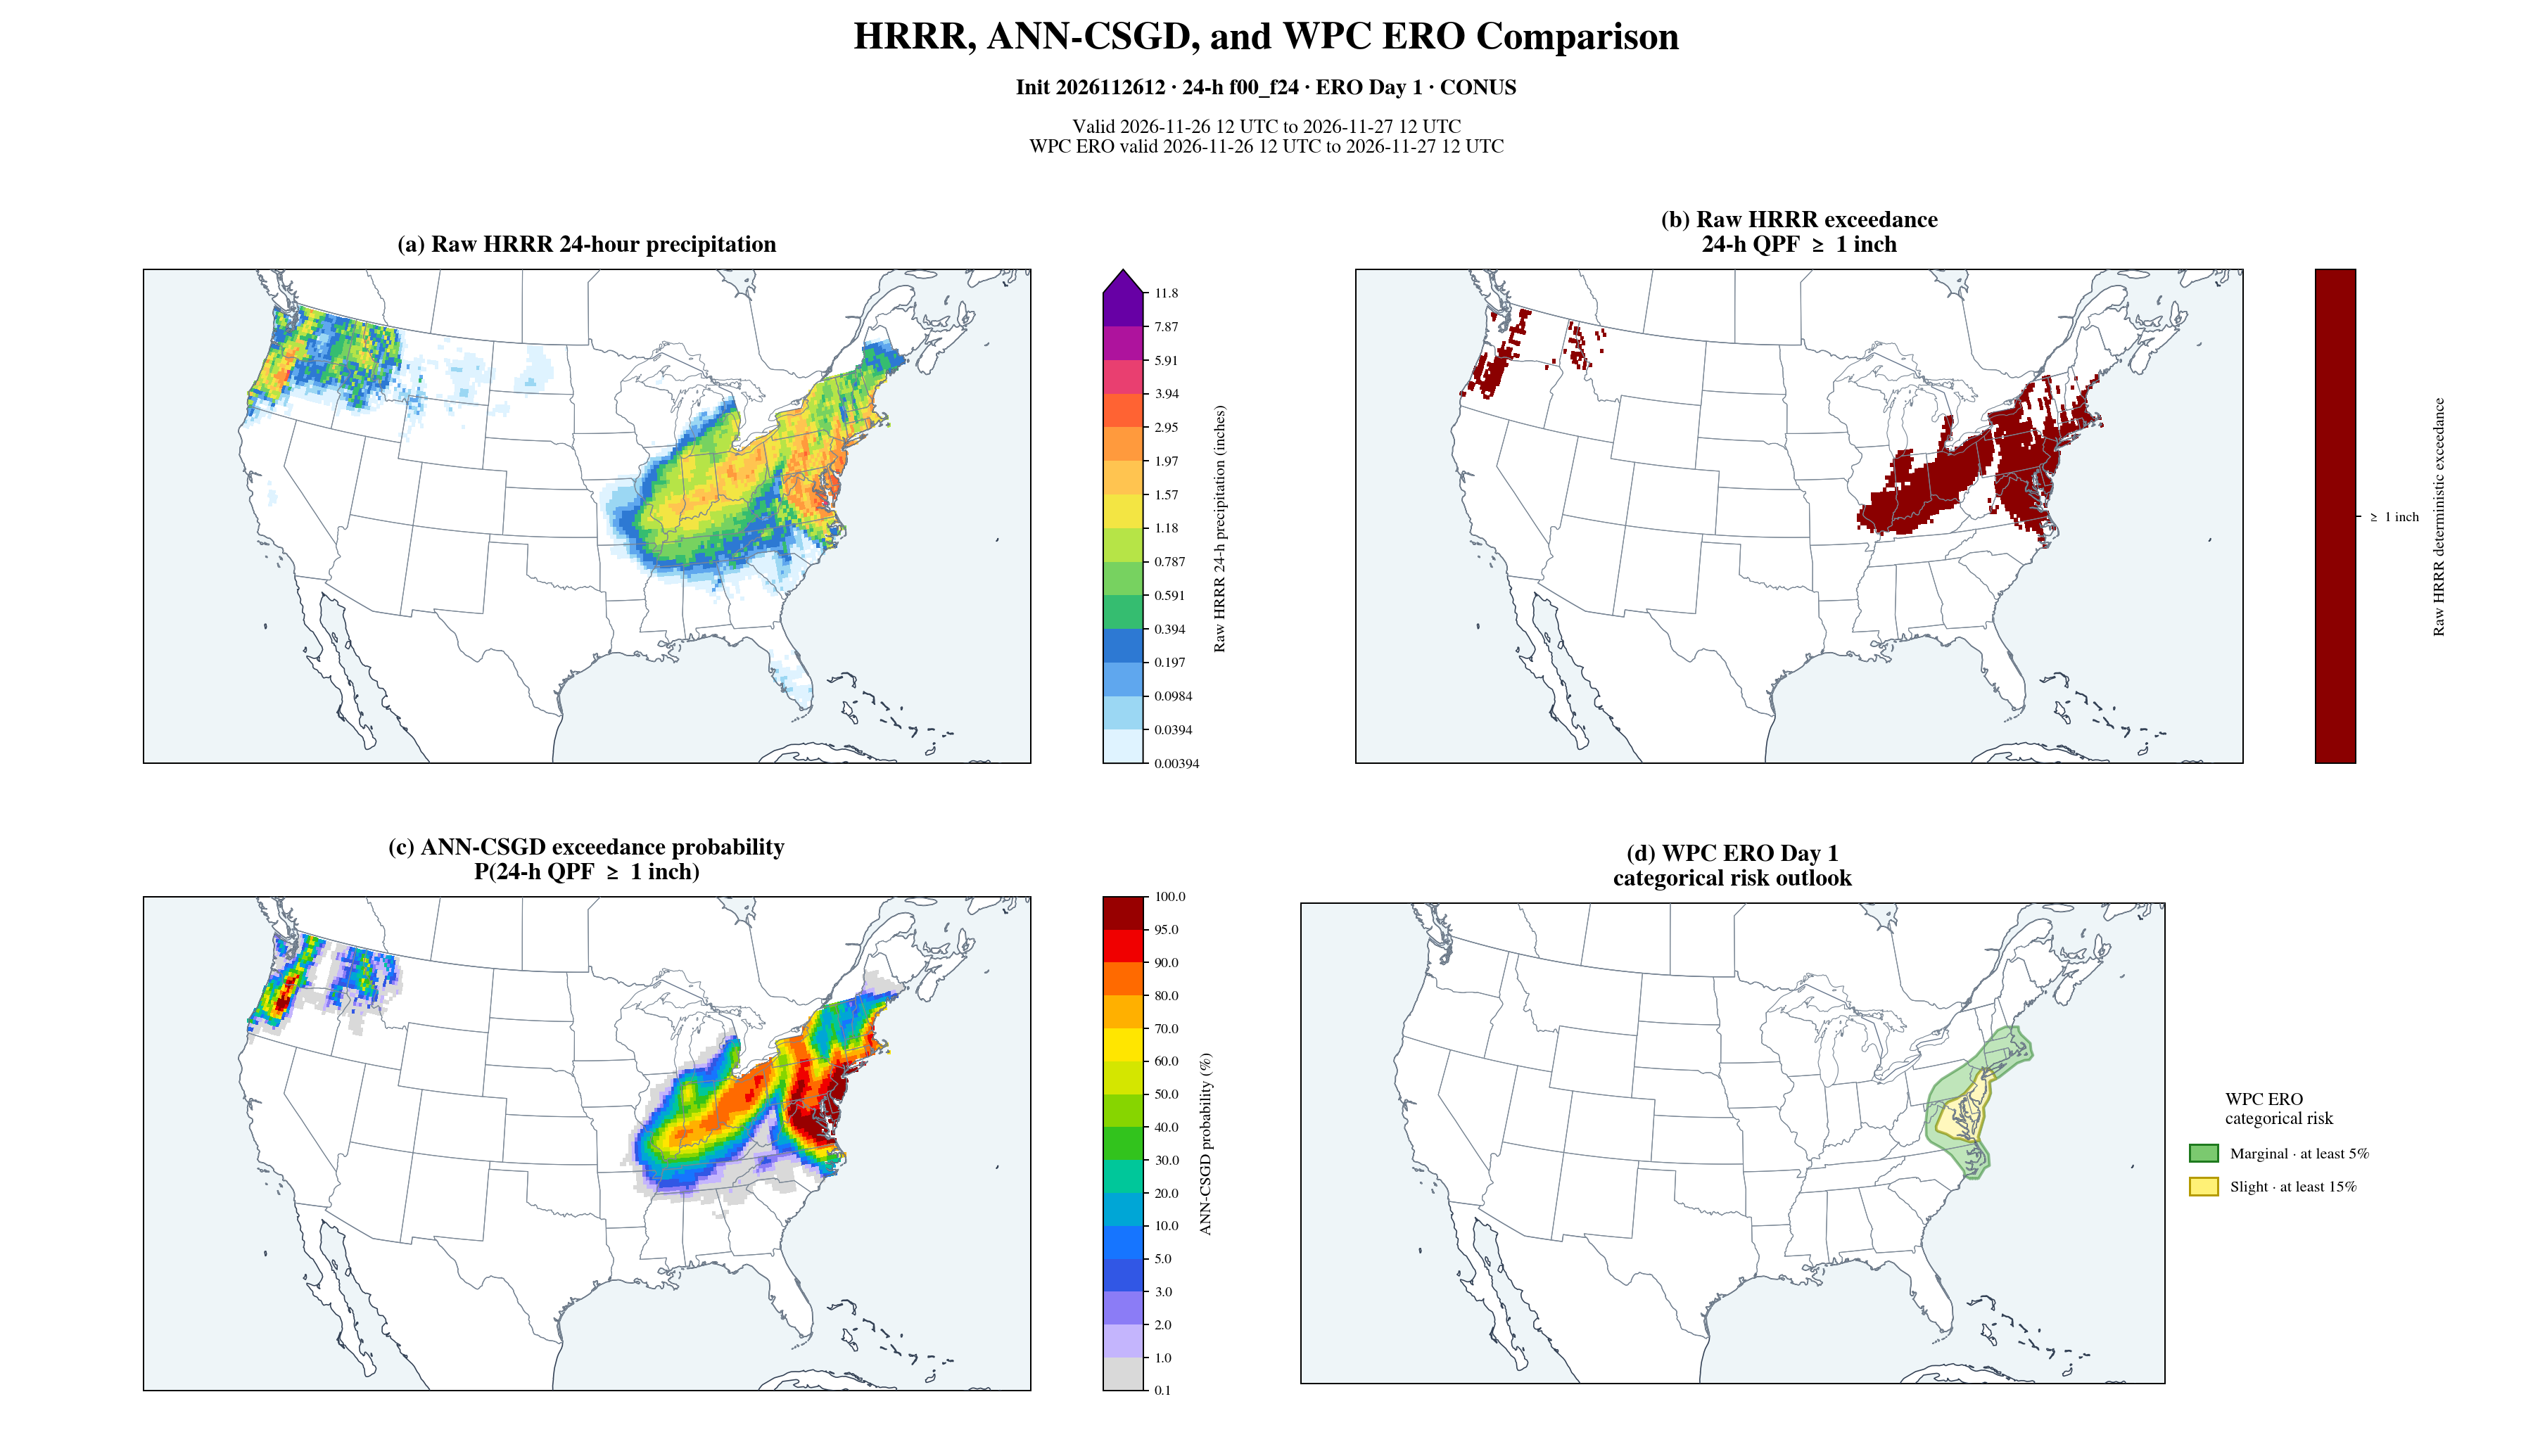 HRRR, ANN-CSGD, and WPC ERO Comparison
Init 2026112612 · 24-h f00_f24 · ERO Day 1 · CONUS
Valid 2026-11-26 12 UTC to 2026-11-27 12 UTC
WPC ERO valid 2026-11-26 12 UTC to 2026-11-27 12 UTC
(a) Raw HRRR 24-hour precipitation
11.8
7.87
5.91
3.94
2.95
1.97
1.57
1.18
0.787
0.591
0.394
0.197
0.0984
0.0394
0.00394
Raw HRRR 24-h precipitation (inches)
(b) Raw HRRR exceedance
24-h QPF ≥ 1 inch
≥ 1 inch
Raw HRRR deterministic exceedance
(c) ANN-CSGD exceedance probability
P(24-h QPF ≥ 1 inch)
100.0
95.0
90.0
80.0
70.0
60.0
50.0
40.0
30.0
20.0
10.0
5.0
3.0
2.0
1.0
0.1
ANN-CSGD probability (%)
(d) WPC ERO Day 1
categorical risk outlook
WPC ERO
categorical risk
Marginal · at least 5%
Slight · at least 15%